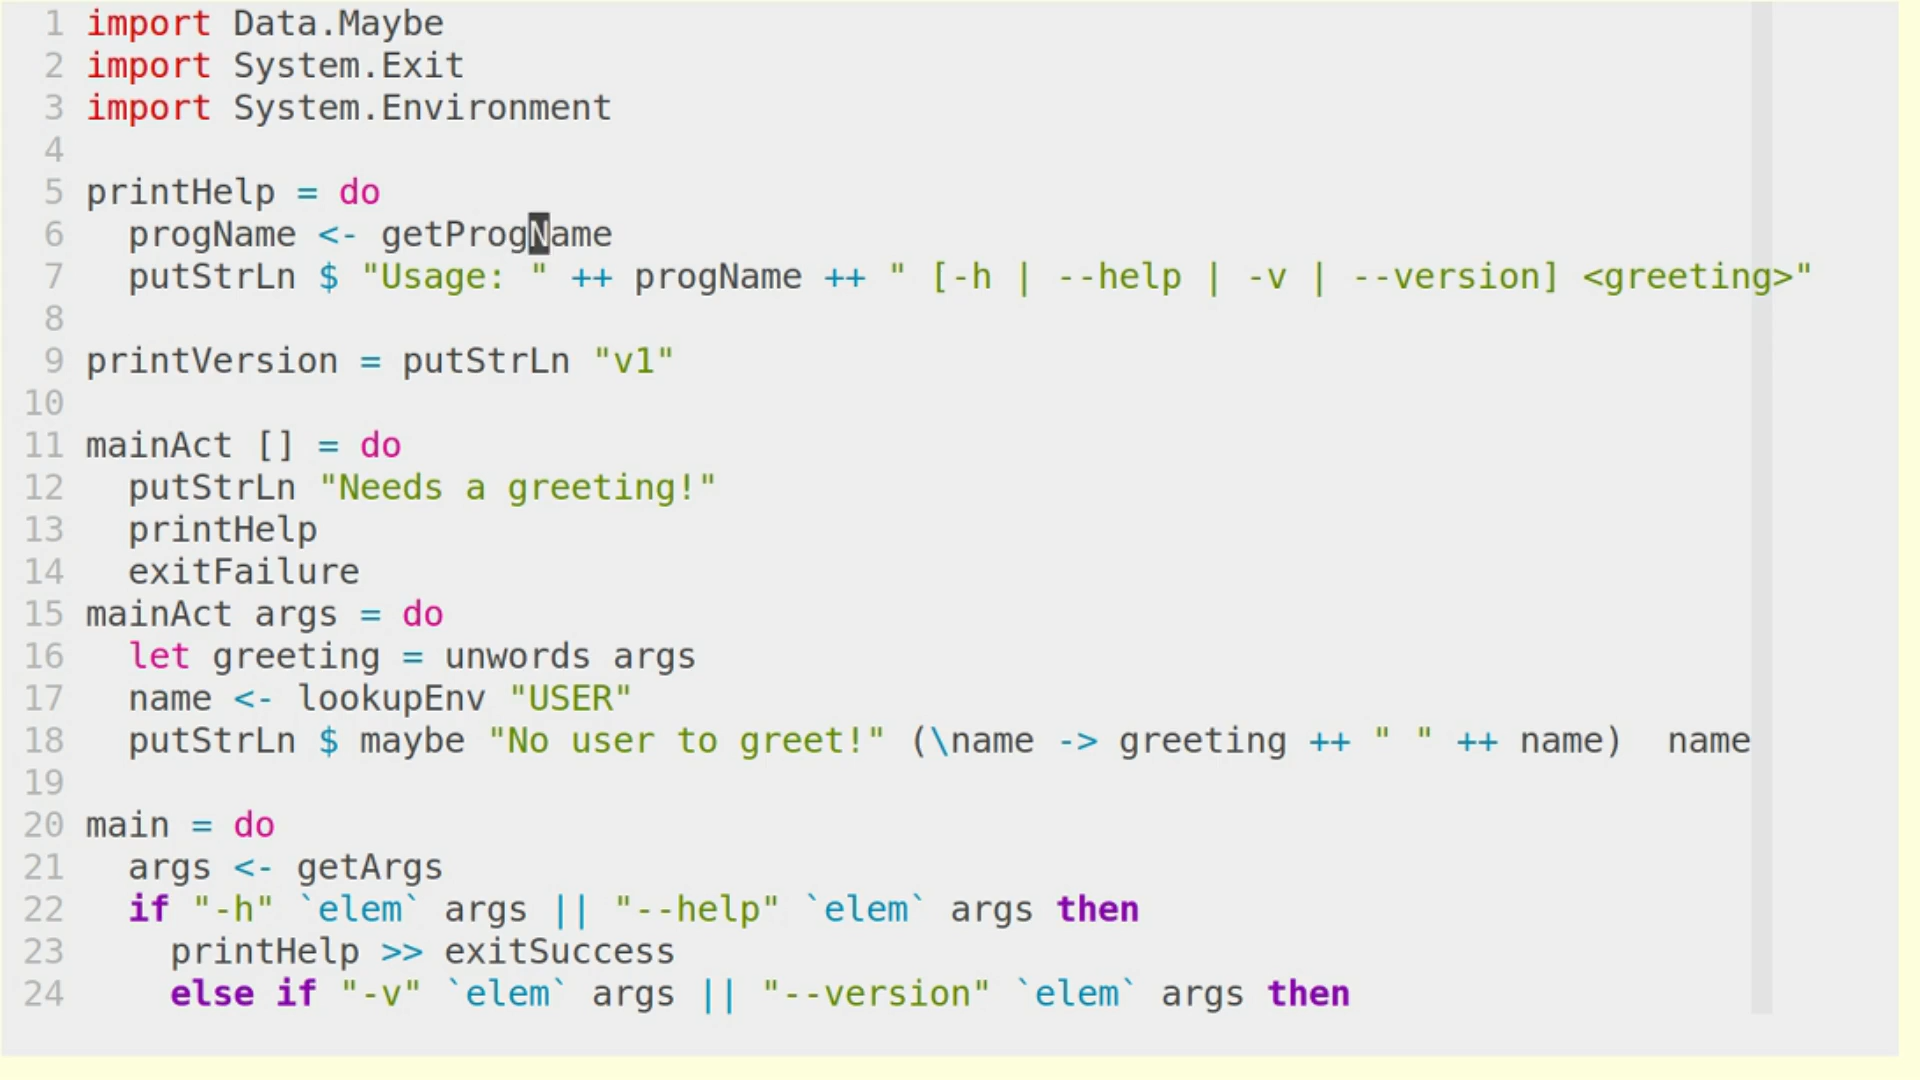 1 import Data.Maybe
2 import System.Exit
3 import System.Environment
4
5 printHelp = do
6   progName <- getProgName
7   putStrLn $ "Usage: " ++ progName ++ " [-h | --help | -v | --version] <greeting>"
8
9 printVersion = putStrLn "v1"
10
11 mainAct [] = do
12   putStrLn "Needs a greeting!"
13   printHelp
14   exitFailure
15 mainAct args = do
16   let greeting = unwords args
17   name <- lookupEnv "USER"
18   putStrLn $ maybe "No user to greet!" (\name -> greeting ++ " " ++ name)  name
19
20 main = do
21   args <- getArgs
22   if "-h" `elem` args || "--help" `elem` args then
23     printHelp >> exitSuccess
24     else if "-v" `elem` args || "--version" `elem` args then